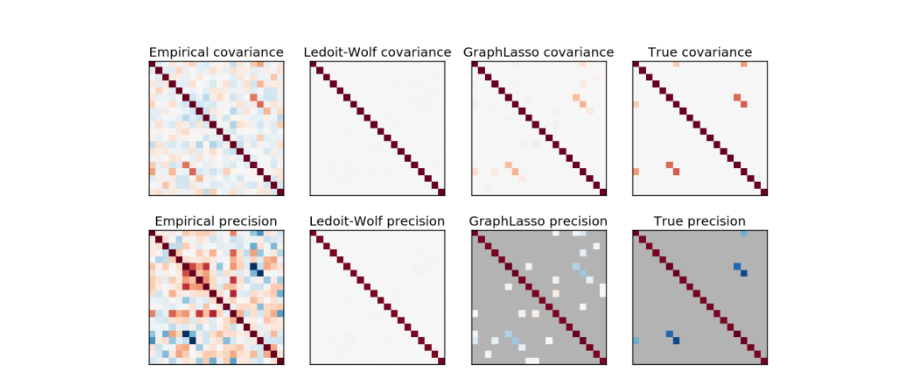 Empirical covariance
Ledoit-Wolf covariance
GraphLasso covariance
True covariance
Empirical precision
Ledoit-Wolf precision
GraphLasso precision
True precision